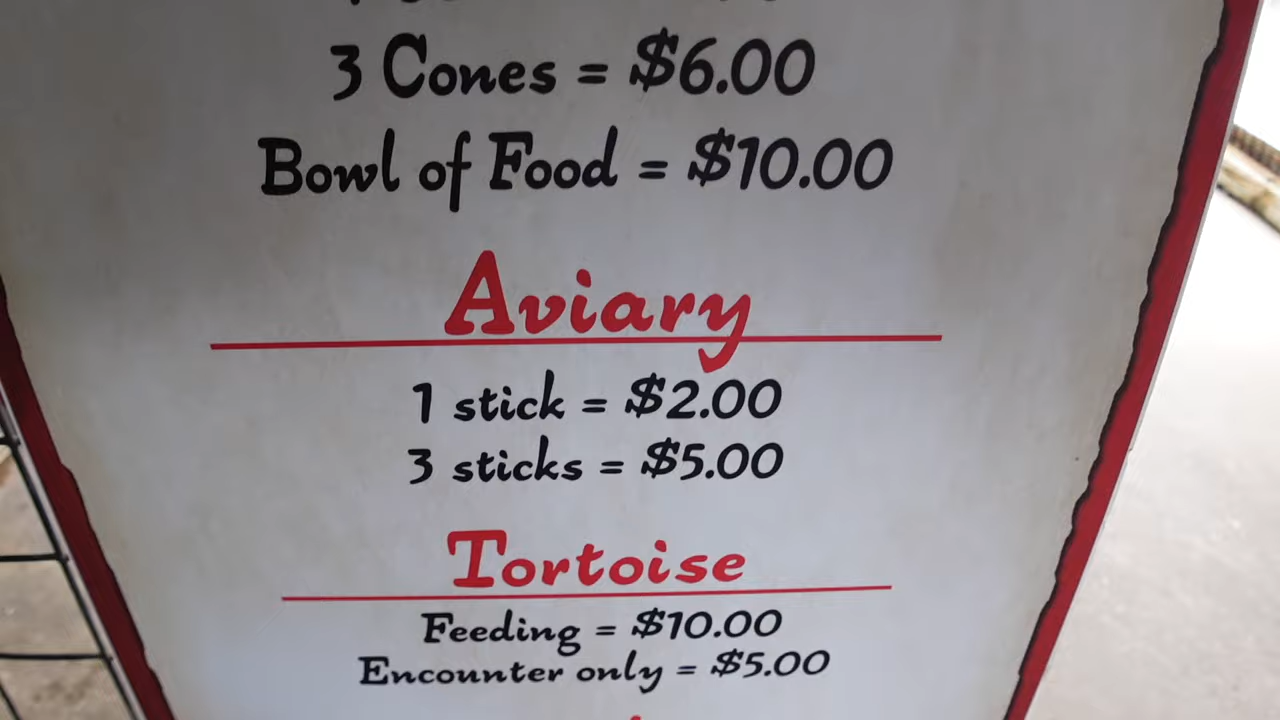 3 Cones = $6.00
Bowl of Food = $10.00
Aviary
1 stick = $2.00
3 sticks = $5.00
Tortoise
Feeding = $10.00
Encounter only = $5.00